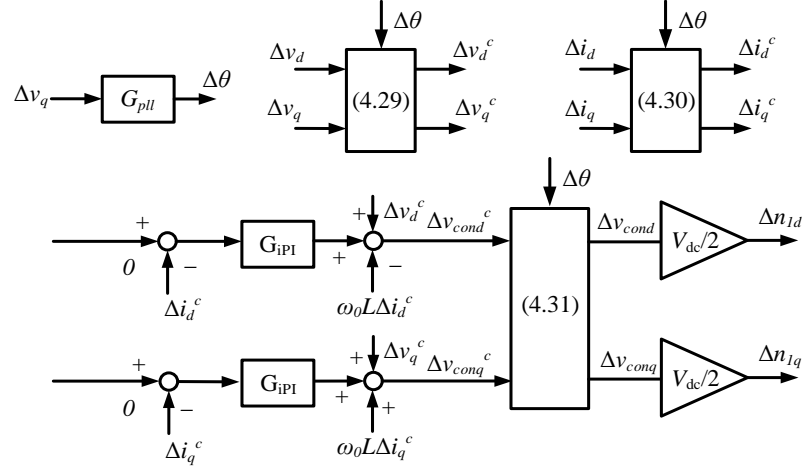 Δθ
Δθ
Δv_d
Δv_d^c
Δi_d
Δi_d^c
Δv_q
G_pll
Δθ
(4.29)
(4.30)
Δv_q
Δv_q^c
Δi_q
Δi_q^c
Δθ
+
0
−
G_iPI
+
+
Δv_d^c
Δv_cond^c
−
Δv_cond
V_dc/2
Δn_1d
Δi_d^c
ω_0LΔi_d^c
(4.31)
+
0
−
G_iPI
+
+
Δv_q^c
Δv_conq^c
+
Δv_conq
V_dc/2
Δn_1q
Δi_q^c
ω_0LΔi_q^c